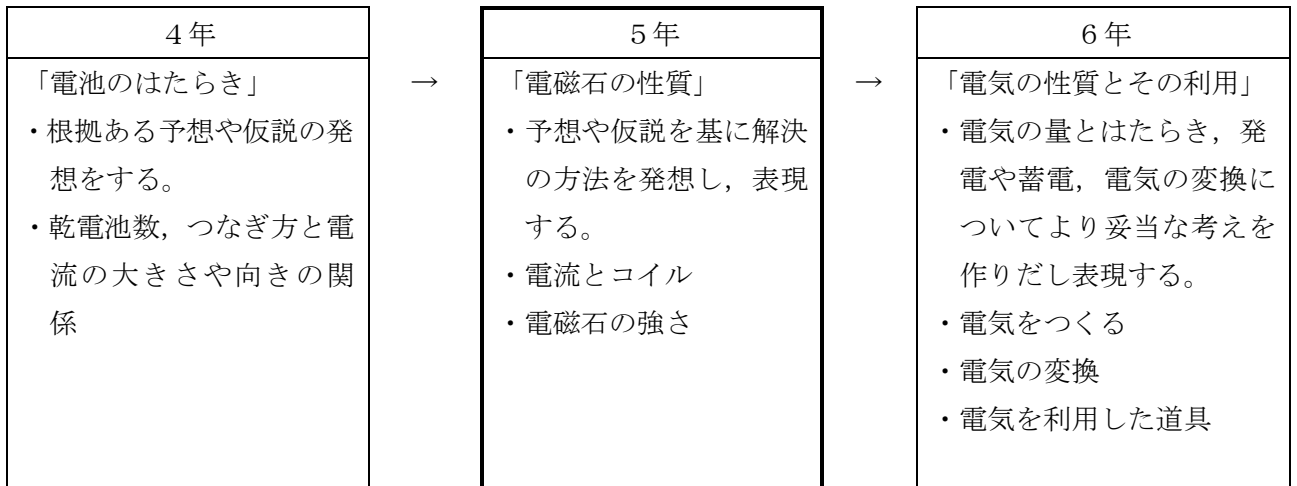 4年
「電池のはたらき」
・根拠ある予想や仮説の発
想をする。
・乾電池数，つなぎ方と電
流の大きさや向きの関
係
→
5年
「電磁石の性質」
・予想や仮説を基に解決
の方法を発想し，表現
する。
・電流とコイル
・電磁石の強さ
→
6年
「電気の性質とその利用」
・電気の量とはたらき，発
電や蓄電，電気の変換に
ついてより妥当な考えを
作りだし表現する。
・電気をつくる
・電気の変換
・電気を利用した道具